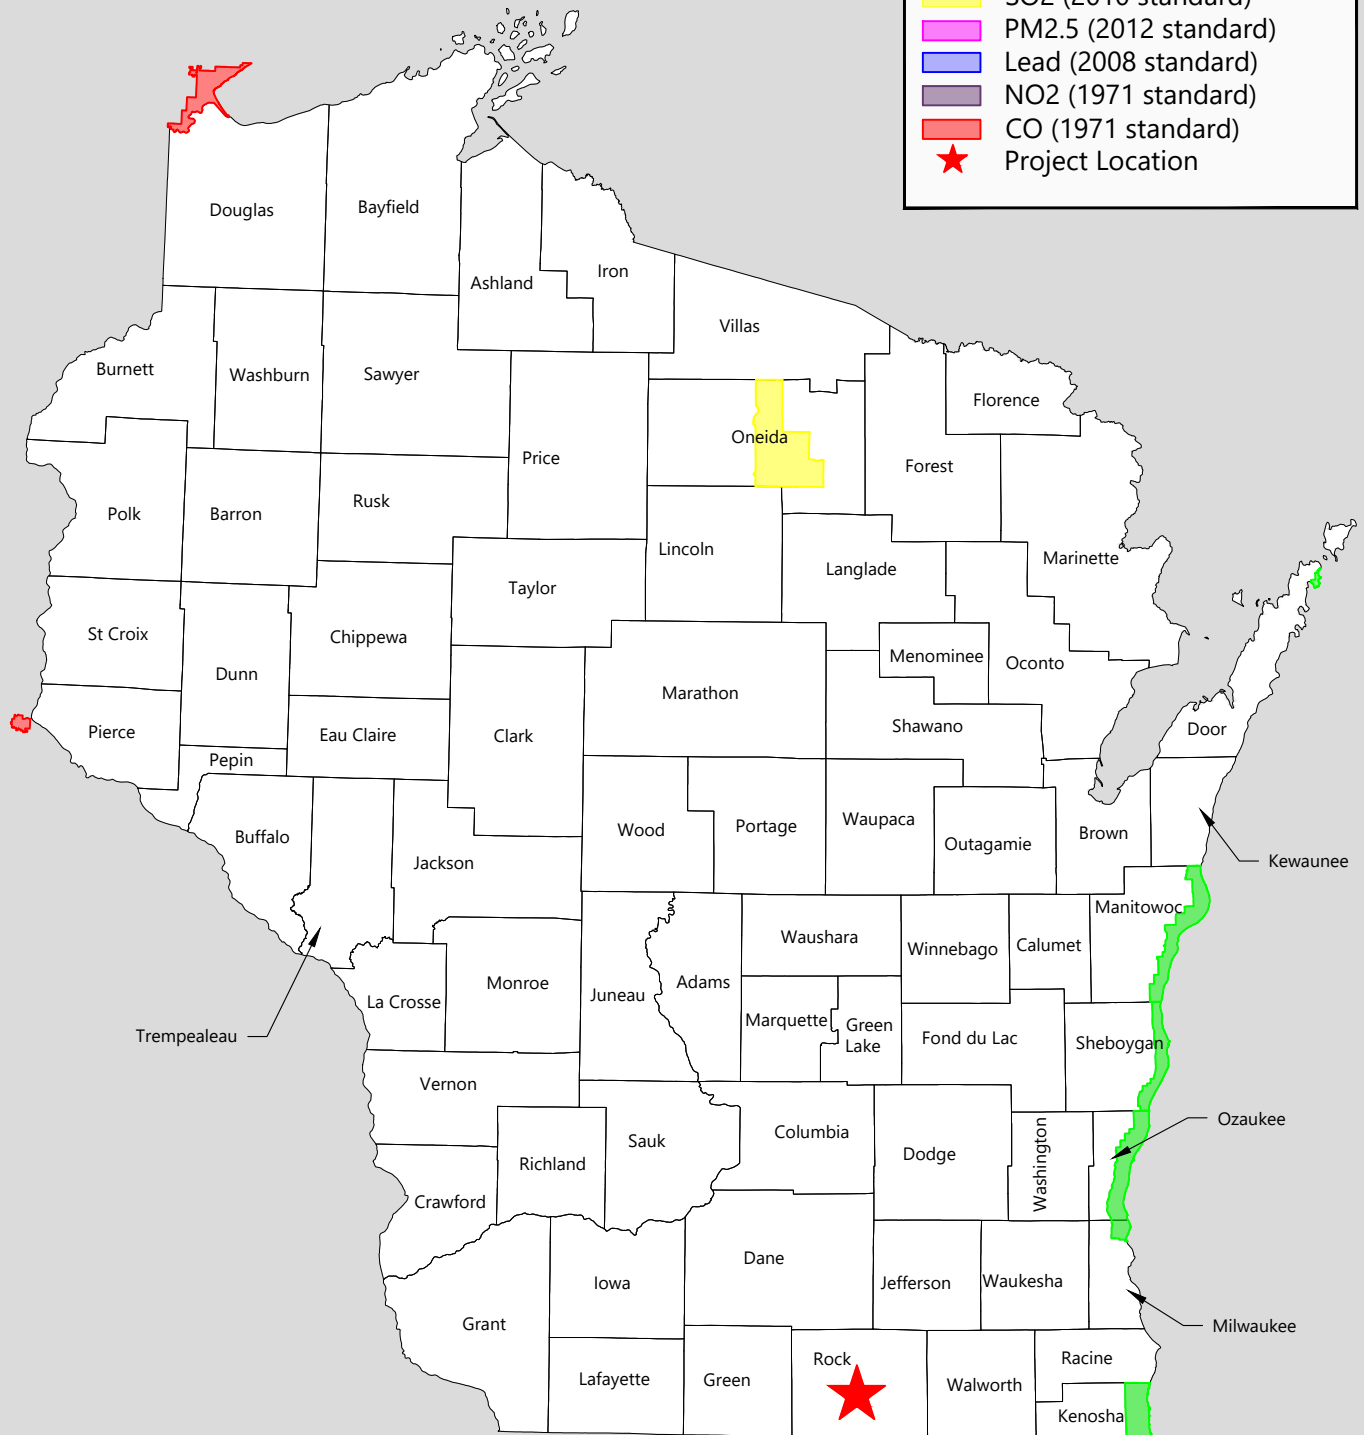 SO2 (2010 standard)
PM2.5 (2012 standard)
Lead (2008 standard)
NO2 (1971 standard)
CO (1971 standard)
Project Location
Douglas
Bayfield
Ashland
Iron
Villas
Burnett
Washburn
Sawyer
Florence
Oneida
Price
Forest
Polk
Barron
Rusk
Lincoln
Langlade
Marinette
Taylor
St Croix
Chippewa
Dunn
Menominee
Oconto
Marathon
Shawano
Pierce
Eau Claire
Clark
Door
Pepin
Buffalo
Wood
Portage
Waupaca
Outagamie
Brown
Jackson
Kewaunee
Manitowoc
Waushara
Winnebago
Calumet
Adams
Monroe
Juneau
La Crosse
Marquette
Green
Lake
Fond du Lac
Sheboygan
Trempealeau
Vernon
Columbia
Ozaukee
Sauk
Dodge
Washington
Richland
Crawford
Dane
Iowa
Jefferson
Waukesha
Grant
Milwaukee
Rock
Racine
Lafayette
Green
Walworth
Kenosha